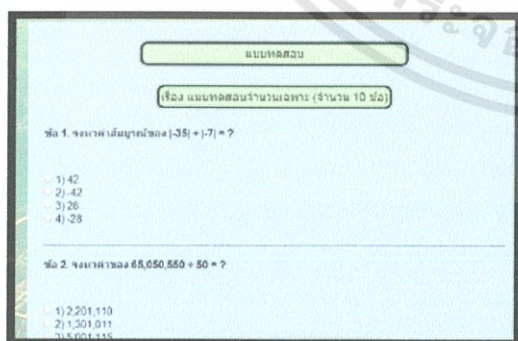 แบบทดสอบ
เรื่อง แบบทดสอบจำนวนเฉพาะ (จำนวน 10 ข้อ)
ข้อ 1. จงหาค่าสัมบูรณ์ของ |-35| + |-7| = ?
1) 42
2) -42
3) 28
4) -28
ข้อ 2. จงหาค่าของ 65,050,550 ÷ 50 = ?
1) 2,201,110
2) 1,301,011